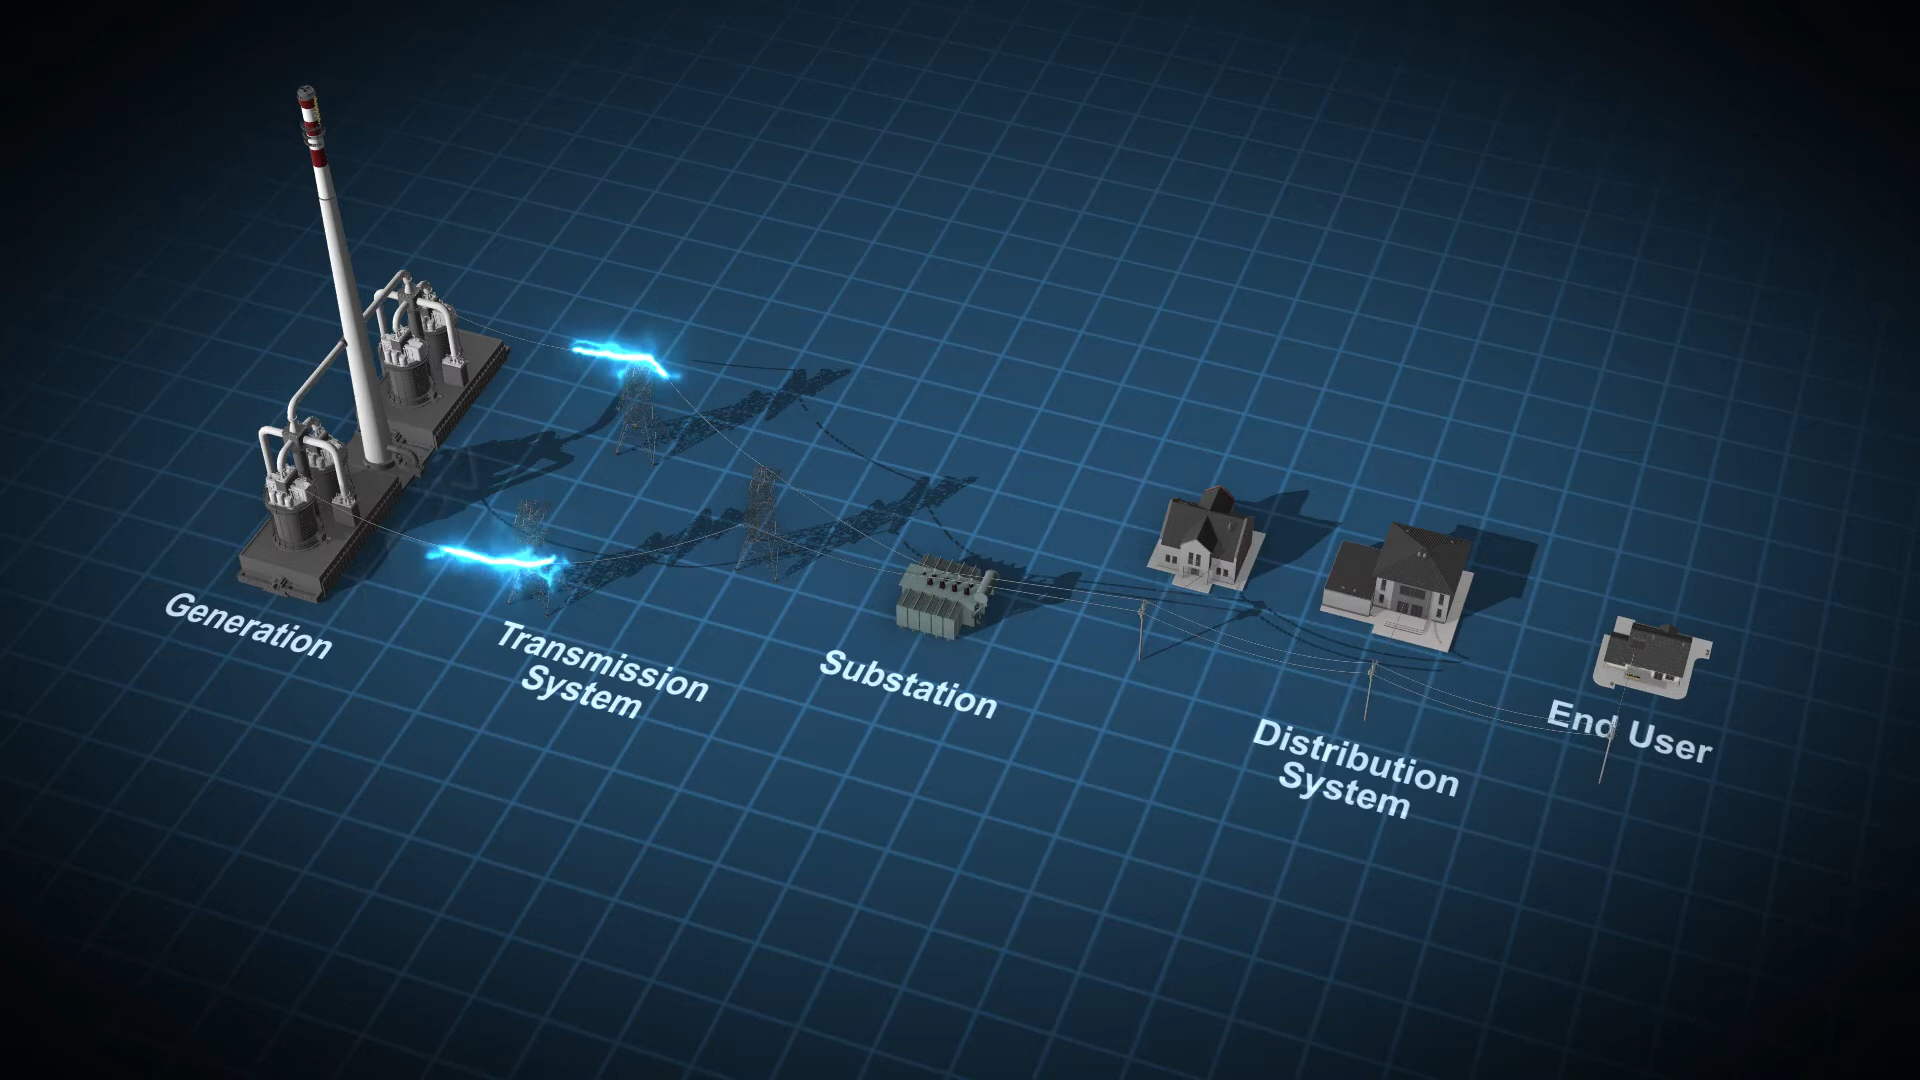 Generation
Transmission
System
Substation
Distribution
System
End User